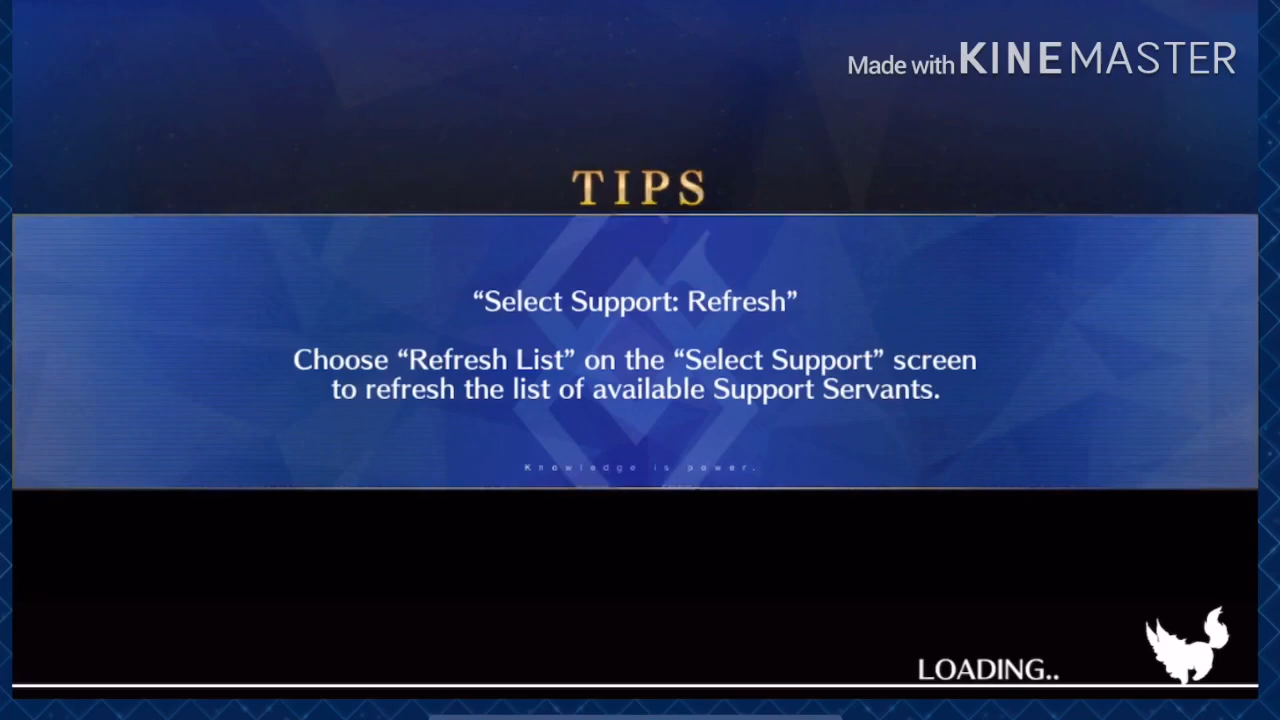 Made with KINEMASTER
TIPS
“Select Support: Refresh”
Choose “Refresh List” on the “Select Support” screen
to refresh the list of available Support Servants.
Knowledge is power.
LOADING..